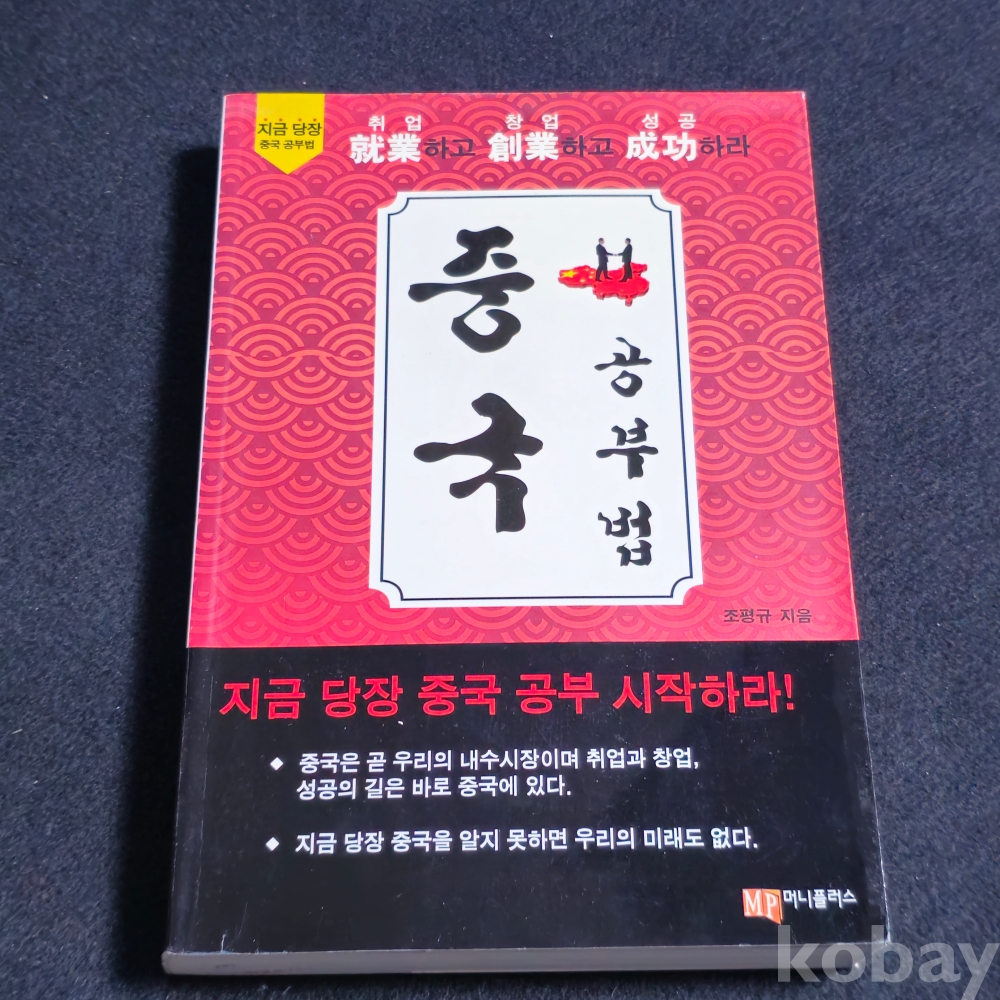 지금 당장
중국 공부법
취업 창업 성공
就業하고 創業하고 成功하라
중국
공부법
조평규 지음
지금 당장 중국 공부 시작하라!
◆ 중국은 곧 우리의 내수시장이며 취업과 창업,
성공의 길은 바로 중국에 있다.
◆ 지금 당장 중국을 알지 못하면 우리의 미래도 없다.
MP 머니플러스
kobay